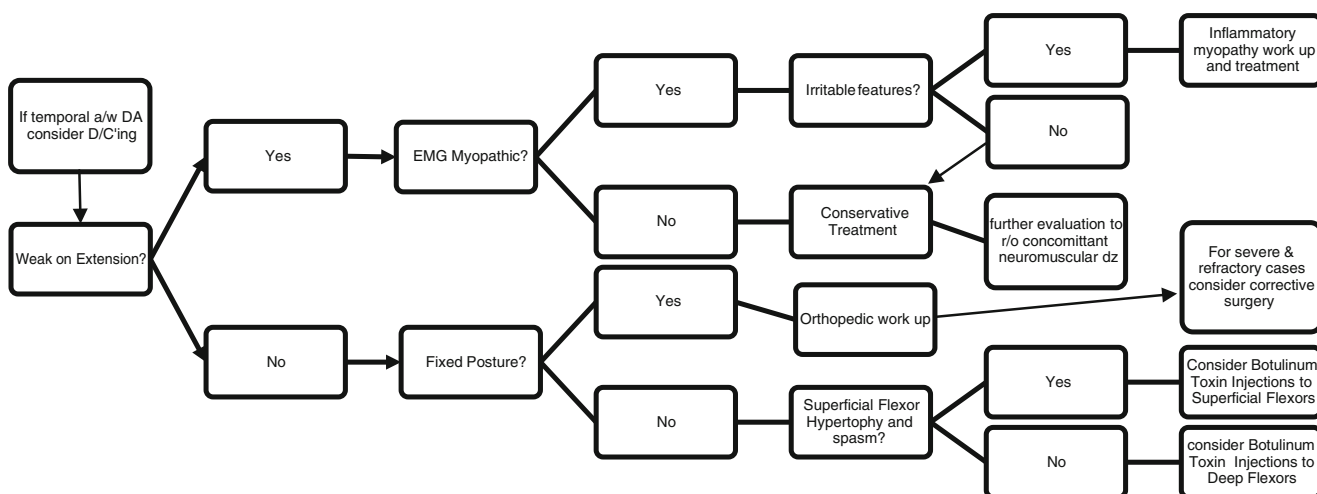 If temporal a/w DA
consider D/C'ing
Weak on Extension?
Yes
No
EMG Myopathic?
Fixed Posture?
Yes
No
Yes
No
Irritable features?
Conservative
Treatment
Orthopedic work up
Superficial Flexor
Hypertophy and
spasm?
Yes
No
further evaluation to
r/o concomittant
neuromuscular dz
Yes
No
Inflammatory
myopathy work up
and treatment
For severe &
refractory cases
consider corrective
surgery
Consider Botulinum
Toxin Injections to
Superficial Flexors
consider Botulinum
Toxin Injections to
Deep Flexors